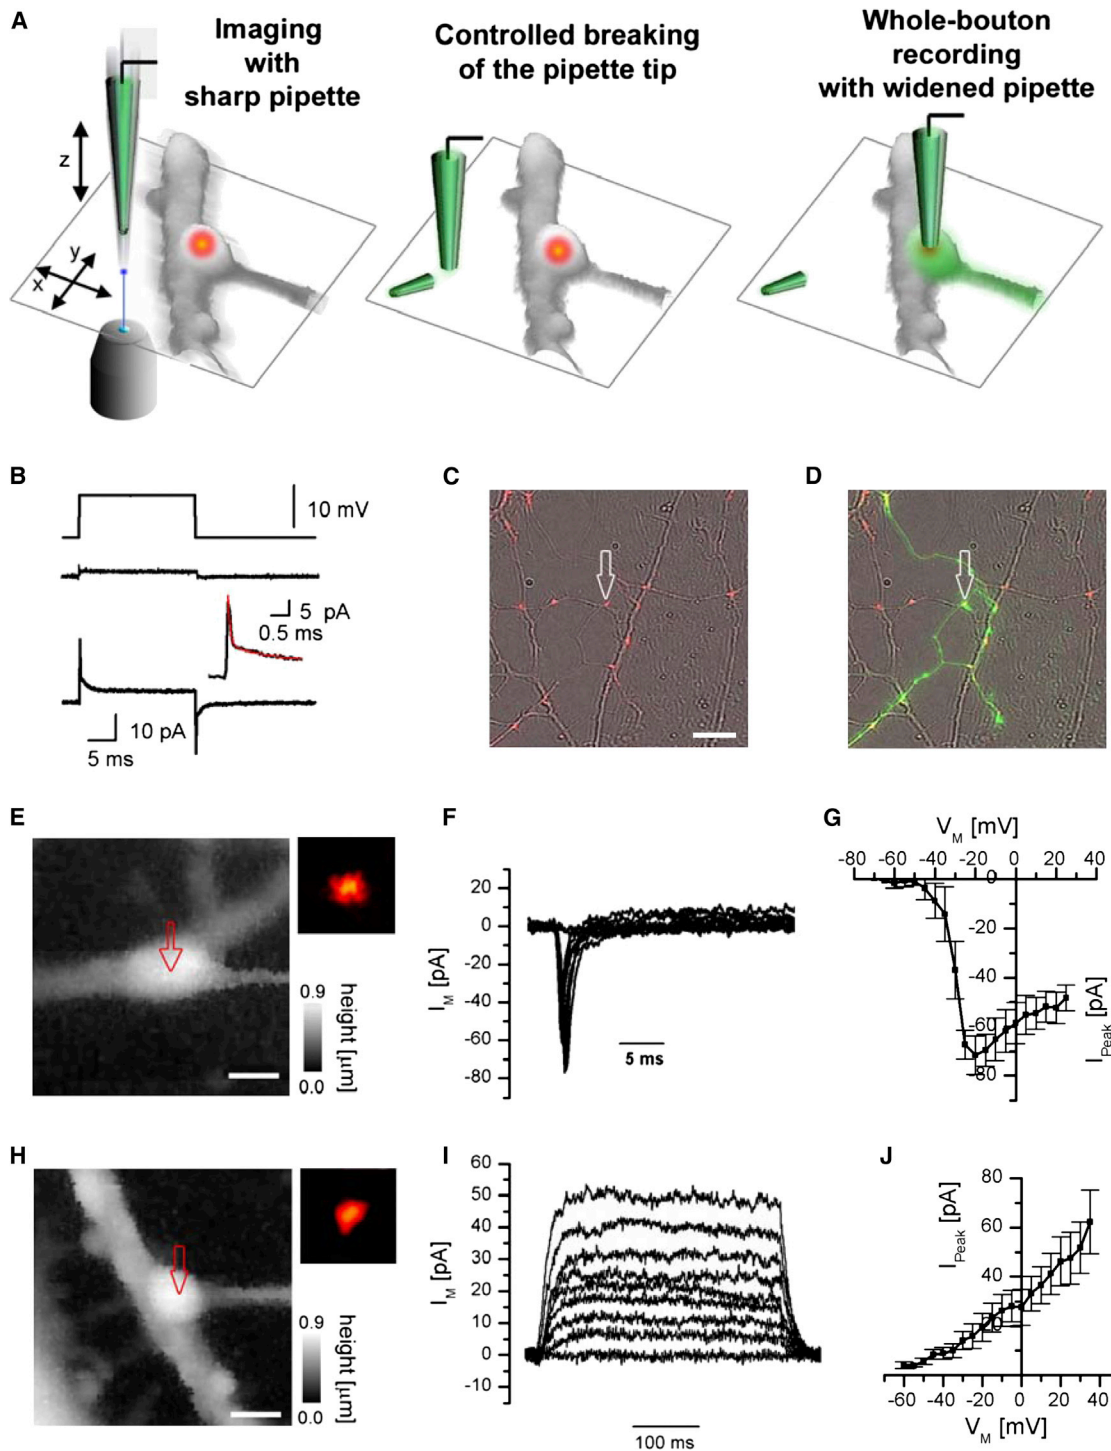 A
Imaging
with
sharp pipette
Controlled breaking
of the pipette tip
Whole-bouton
recording
with widened pipette
z
y
x
B
10 mV
5 pA
0.5 ms
10 pA
5 ms
C
D
E
0.9
height [μm]
0.0
F
20
0
-20
-40
-60
-80
I_M [pA]
5 ms
G
V_M [mV]
-80 -60 -40 -20 0 20 40
0
-20
-40
-60
-80
I_Peak [pA]
H
0.9
height [μm]
0.0
I
60
50
40
30
20
10
0
-10
I_M [pA]
100 ms
J
80
60
40
I_Peak [pA]
-60 -40 -20 0 20 40
V_M [mV]